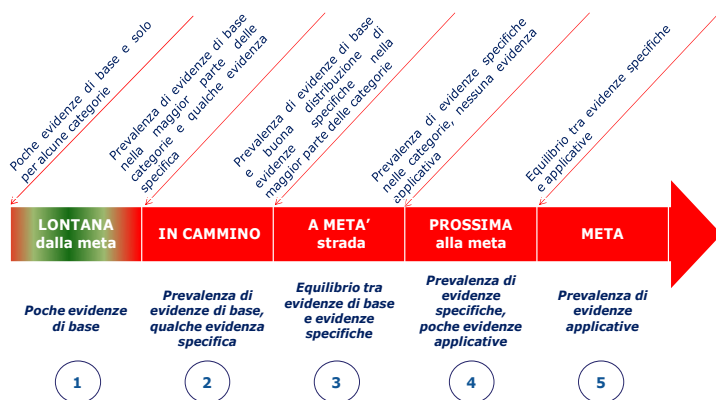 Poche evidenze di base e solo
per alcune categorie
Prevalenza di evidenze di base
nella maggior parte delle
categorie e qualche evidenza
specifica
Prevalenza di evidenze di base
e buona distribuzione di
evidenze specifiche nella
maggior parte delle categorie
Prevalenza di evidenze specifiche
nelle categorie, nessuna evidenza
applicativa
Equilibrio tra evidenze specifiche
e applicative
LONTANA
dalla meta
IN CAMMINO
A META’
strada
PROSSIMA
alla meta
META
Poche evidenze
di base
Prevalenza di
evidenze di base,
qualche evidenza
specifica
Equilibrio tra
evidenze di base
e evidenze
specifiche
Prevalenza di
evidenze
specifiche,
poche evidenze
applicative
Prevalenza di
evidenze
applicative
1
2
3
4
5